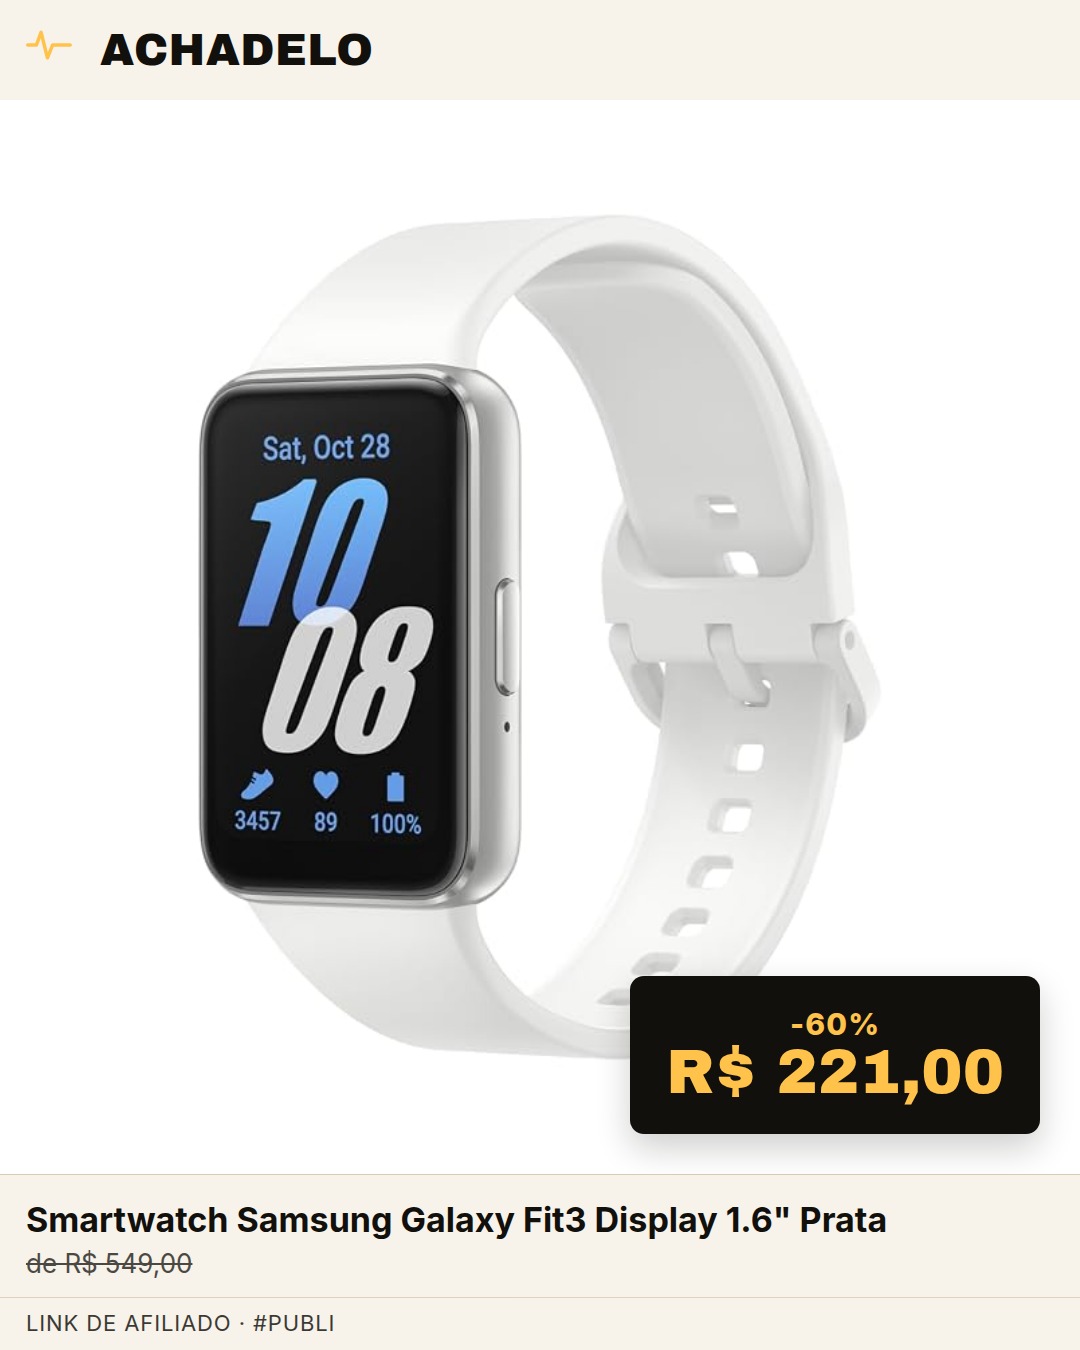 ACHADELO
Sat, Oct 28
10
08
3457 89 100%
-60%
R$ 221,00
Smartwatch Samsung Galaxy Fit3 Display 1.6" Prata
de R$ 549,00
LINK DE AFILIADO · #PUBLI